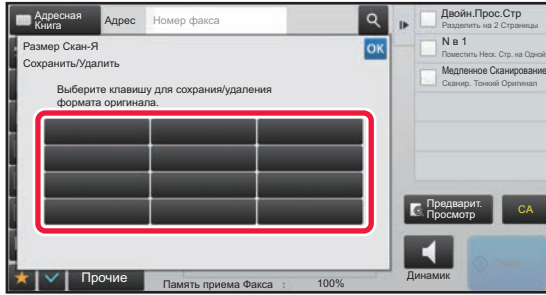 Адресная
Книга
Адрес
Номер факса
Размер Скан-Я
OK
Сохранить/Удалить
Выберите клавишу для сохрания/удаления
формата оригинала.
Прочие
Память приема Факса : 100%
Двойн.Прос.Стр
Разделить на 2 Страницы
N в 1
Поместить Неск. Стр. на Одной
Медленное Сканирование
Сканир. Тонкий Оригинал
Предварит.
Просмотр
CA
Динамик
Старт